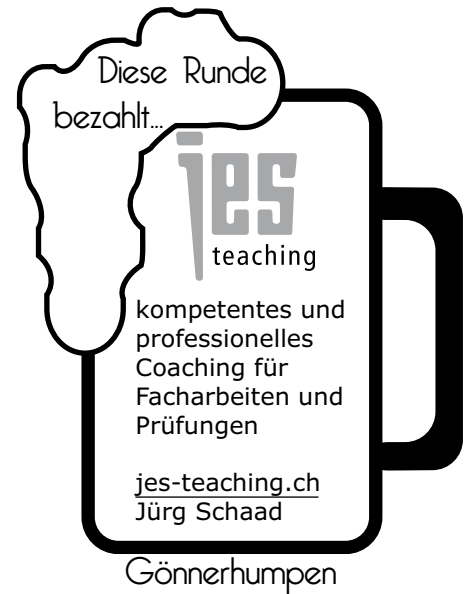 Diese Runde
bezahlt...
jes
teaching
kompetentes und
professionelles
Coaching für
Facharbeiten und
Prüfungen
jes-teaching.ch
Jürg Schaad
Gönnerhumpen